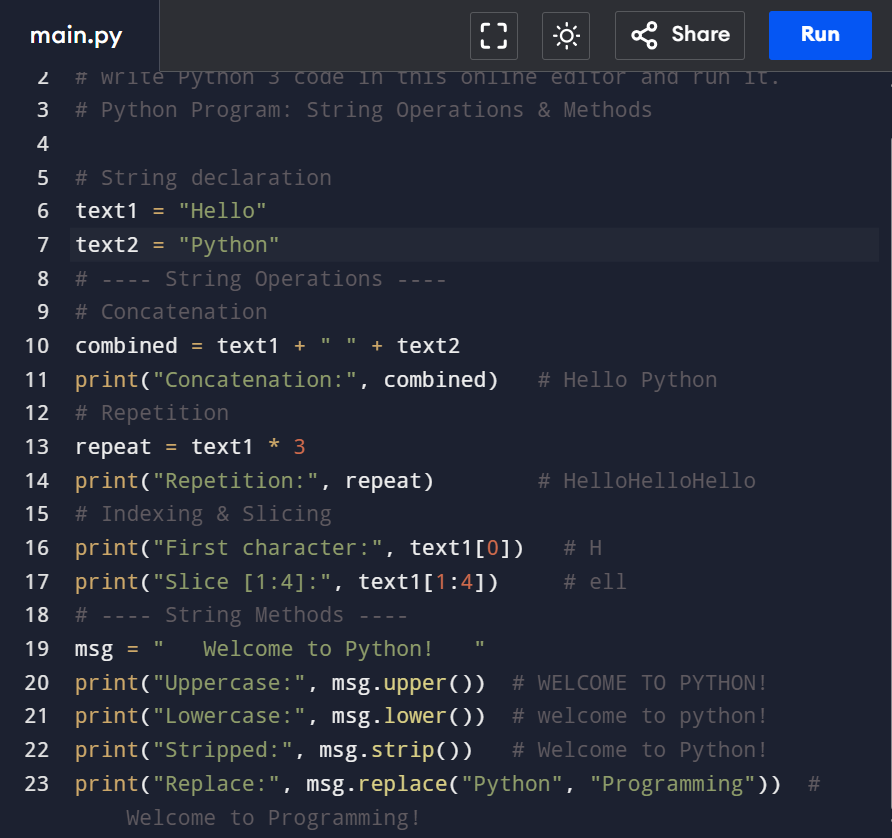 main.py
Share
Run
2 # Write Python 3 code in this online editor and run it.
3 # Python Program: String Operations & Methods
4
5 # String declaration
6 text1 = "Hello"
7 text2 = "Python"
8 # ---- String Operations ----
9 # Concatenation
10 combined = text1 + " " + text2
11 print("Concatenation:", combined)   # Hello Python
12 # Repetition
13 repeat = text1 * 3
14 print("Repetition:", repeat)        # HelloHelloHello
15 # Indexing & Slicing
16 print("First character:", text1[0])   # H
17 print("Slice [1:4]:", text1[1:4])     # ell
18 # ---- String Methods ----
19 msg = "   Welcome to Python!   "
20 print("Uppercase:", msg.upper())  # WELCOME TO PYTHON!
21 print("Lowercase:", msg.lower())  # welcome to python!
22 print("Stripped:", msg.strip())   # Welcome to Python!
23 print("Replace:", msg.replace("Python", "Programming"))  #
Welcome to Programming!